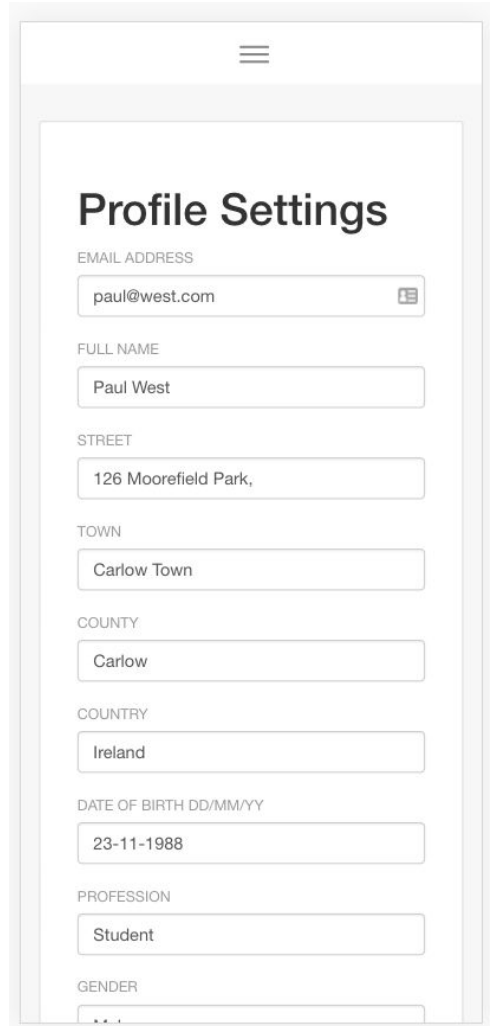 Profile Settings
EMAIL ADDRESS
paul@west.com
FULL NAME
Paul West
STREET
126 Moorefield Park,
TOWN
Carlow Town
COUNTY
Carlow
COUNTRY
Ireland
DATE OF BIRTH DD/MM/YY
23-11-1988
PROFESSION
Student
GENDER